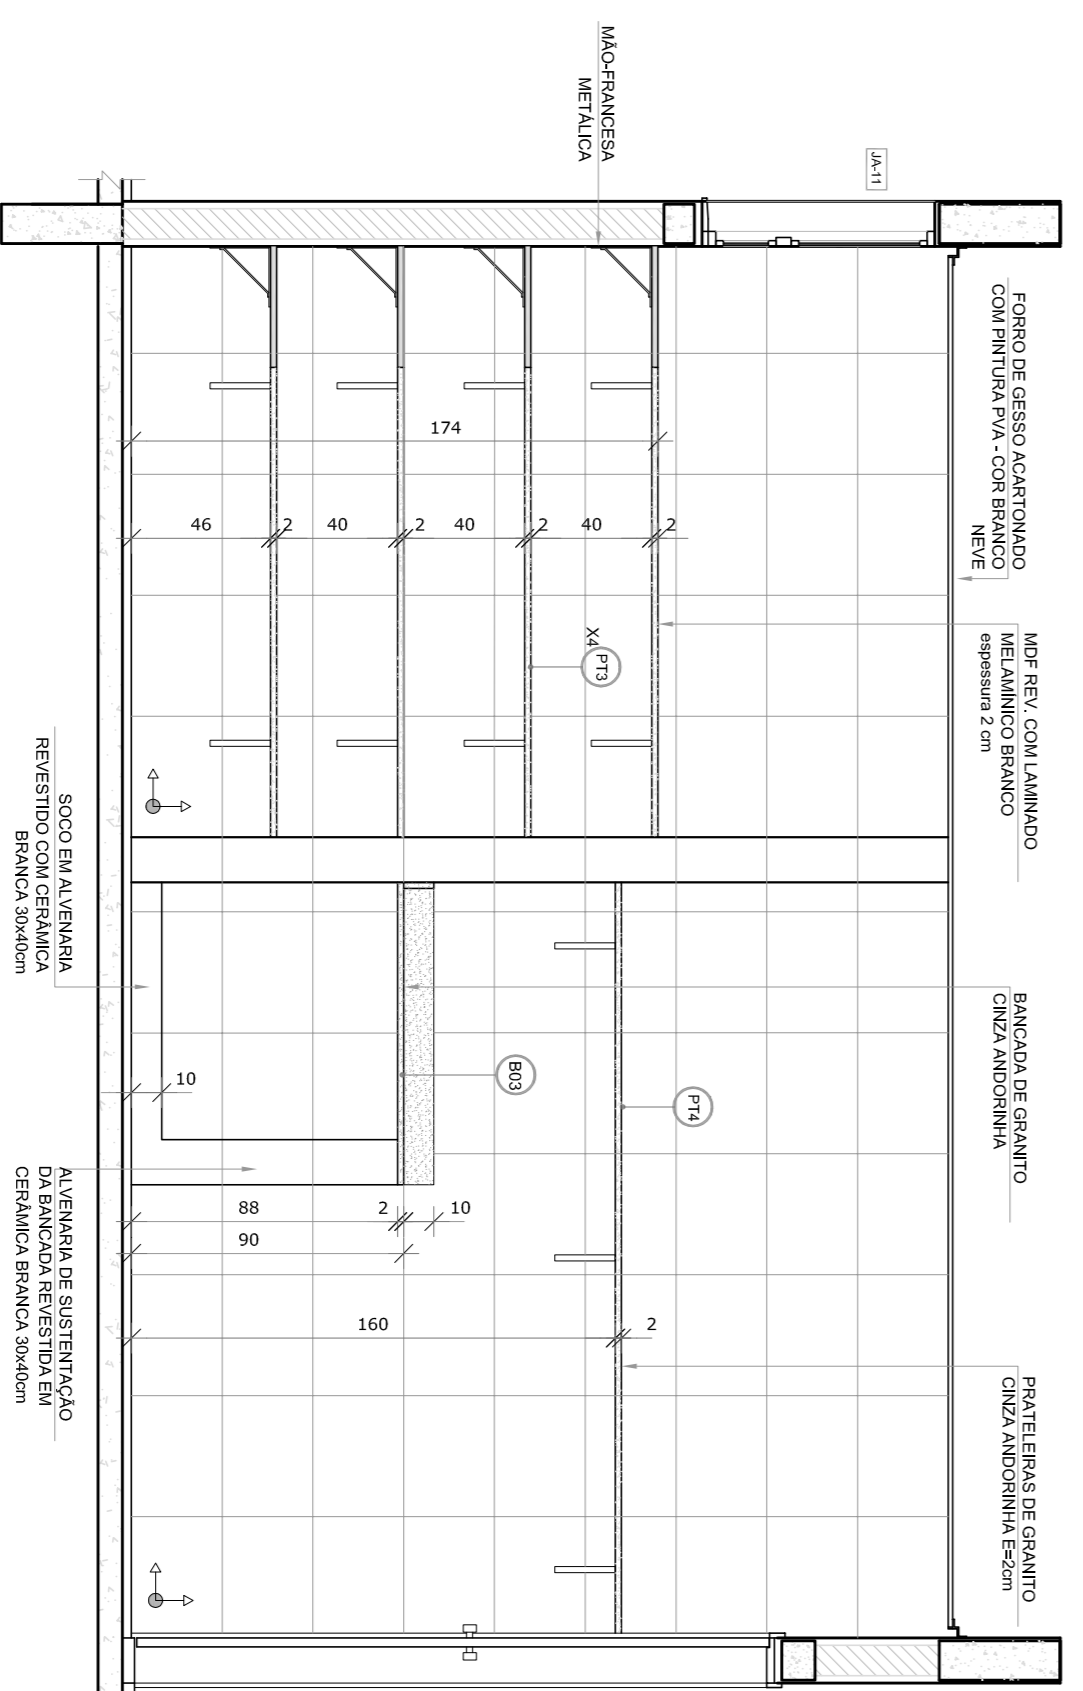 MÃO-FRANCESA
METÁLICA
JA-11
FORRO DE GESSO ACARTONADO
COM PINTURA PVA - COR BRANCO
NEVE
MDF REV. COM LAMINADO
MELAMÍNICO BRANCO
espessura 2 cm
BANCADA DE GRANITO
CINZA ANDORINHA
PRATELEIRAS DE GRANITO
CINZA ANDORINHA E=2cm
174
46
2
40
2
40
2
40
2
PT3
X4
B03
PT4
10
88
2
10
90
160
2
SOCO EM ALVENARIA
REVESTIDO COM CERÂMICA
BRANCA 30x40cm
ALVENARIA DE SUSTENTAÇÃO
DA BANCADA REVESTIDA EM
CERÂMICA BRANCA 30x40cm